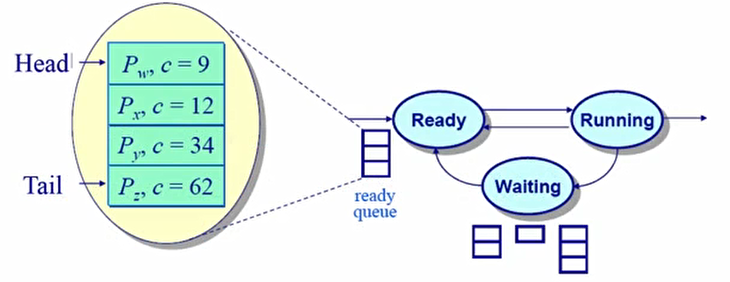 Head
P_w, c = 9
P_x, c = 12
P_y, c = 34
Tail
P_z, c = 62
ready
queue
Ready
Running
Waiting